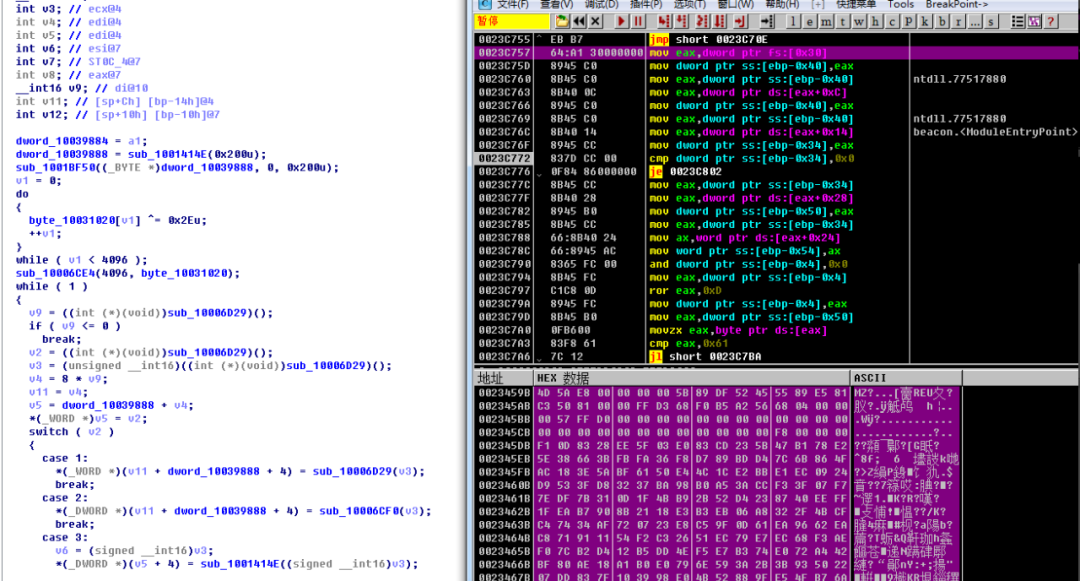 int v3; // ecx@4
int v4; // edi@4
int v5; // edi@4
int v6; // esi@7
int v7; // ST0C_4@7
int v8; // eax@7
__int16 v9; // di@10
int v11; // [sp+Ch] [bp-14h]@4
int v12; // [sp+10h] [bp-10h]@7
dword_10039884 = a1;
dword_10039888 = sub_1001414E(0x200u);
sub_1001BF50((_BYTE *)dword_10039888, 0, 0x200u);
v1 = 0;
do
{
byte_10031020[v1] ^= 0x2Eu;
++v1;
}
while ( v1 < 4096 );
sub_10006CE4(4096, byte_10031020);
while ( 1 )
{
v9 = ((int (*)(void))sub_10006D29)();
if ( v9 <= 0 )
break;
v2 = ((int (*)(void))sub_10006D29)();
v3 = (unsigned __int16)((int (*)(void))sub_10006D29)();
v4 = 8 * v9;
v11 = v4;
v5 = dword_10039888 + v4;
*(_WORD *)v5 = v2;
switch ( v2 )
{
case 1:
*(_WORD *)(v11 + dword_10039888 + 4) = sub_10006D29(v3);
break;
case 2:
*(_DWORD *)(v11 + dword_10039888 + 4) = sub_10006CF0(v3);
break;
case 3:
v6 = (signed __int16)v3;
*(_DWORD *)(v5 + 4) = sub_1001414E((signed __int16)v3);
文件(F) 查看(V) 调试(D) 插件(P) 选项(T) 窗口(W) 帮助(H) [+] 快捷菜单 Tools BreakPoint->
暂停 l e m t w h c P k b r ... s ?
0023C755 EB B7 jmp short 0023C70E
0023C757 64:A1 30000000 mov eax,dword ptr fs:[0x30]
0023C75D 8945 C0 mov dword ptr ss:[ebp-0x40],eax
0023C760 8B45 C0 mov eax,dword ptr ss:[ebp-0x40] ntdll.77517880
0023C763 8B40 0C mov eax,dword ptr ds:[eax+0xC]
0023C766 8945 C0 mov dword ptr ss:[ebp-0x40],eax
0023C769 8B45 C0 mov eax,dword ptr ss:[ebp-0x40] ntdll.77517880
0023C76C 8B40 14 mov eax,dword ptr ds:[eax+0x14] beacon.<ModuleEntryPoint>
0023C76F 8945 CC mov dword ptr ss:[ebp-0x34],eax
0023C772 837D CC 00 cmp dword ptr ss:[ebp-0x34],0x0
0023C776 0F84 86000000 je 0023C802
0023C77C 8B45 CC mov eax,dword ptr ss:[ebp-0x34]
0023C77F 8B40 28 mov eax,dword ptr ds:[eax+0x28]
0023C782 8945 B0 mov dword ptr ss:[ebp-0x50],eax
0023C785 8B45 CC mov eax,dword ptr ss:[ebp-0x34]
0023C788 66:8B40 24 mov ax,word ptr ds:[eax+0x24]
0023C78C 66:8945 AC mov word ptr ss:[ebp-0x54],ax
0023C790 8365 FC 00 and dword ptr ss:[ebp-0x4],0x0
0023C794 8B45 FC mov eax,dword ptr ss:[ebp-0x4]
0023C797 C1C8 0D ror eax,0xD
0023C79A 8945 FC mov dword ptr ss:[ebp-0x4],eax
0023C79D 8B45 B0 mov eax,dword ptr ss:[ebp-0x50]
0023C7A0 0FB600 movzx eax,byte ptr ds:[eax]
0023C7A3 83F8 61 cmp eax,0x61
0023C7A6 7C 12 jl short 0023C7BA
地址 HEX 数据 ASCII
0023459B 4D 5A E8 00 00 00 00 5B 89 DF 52 45 55 89 E5 81
002345AB C3 50 81 00 00 FF D3 68 F0 B5 A2 56 68 04 00 00
002345BB 00 57 FF D0 00 00 00 00 00 00 00 00 00 00 00 00
002345CB 00 00 00 00 00 00 00 00 00 00 00 00 F8 00 00 00
002345DB F1 0D 83 28 EE 5F 03 E0 83 CD 23 5B 47 B1 78 E2
002345EB 5E 38 66 3B FB FA 36 F8 D7 89 BD D4 7C 6B 86 4F
002345FB AC 18 3E 5A BF 61 50 E4 4C 1C E2 BB E1 EC 09 24
0023460B D9 53 3F D8 32 37 BA 98 B0 A5 3A CC F3 3F 07 F7
0023461B 7E DF 7B 31 0D 1F 4B B9 2B 52 D4 23 87 40 EE FF
0023462B 1F EA B7 90 8B 21 18 E3 B3 EB 06 A8 32 2F 4B CF
0023463B C4 74 34 AF 72 07 23 E8 C5 9F 0D 61 EA 96 62 EA
0023464B C8 71 91 11 54 F2 C3 26 51 EC 79 E7 EC 68 F3 AE
0023465B F0 7C B2 D4 12 B5 DD 4E F5 E7 B3 74 E0 72 A4 42
0023466B BF 80 AE 18 A1 B0 E0 79 6E 59 3A 2B 3B 93 50 22
0023467B 07 DD 83 7F 10 39 98 E0 4B 52 88 9F E5 4F B7 6A